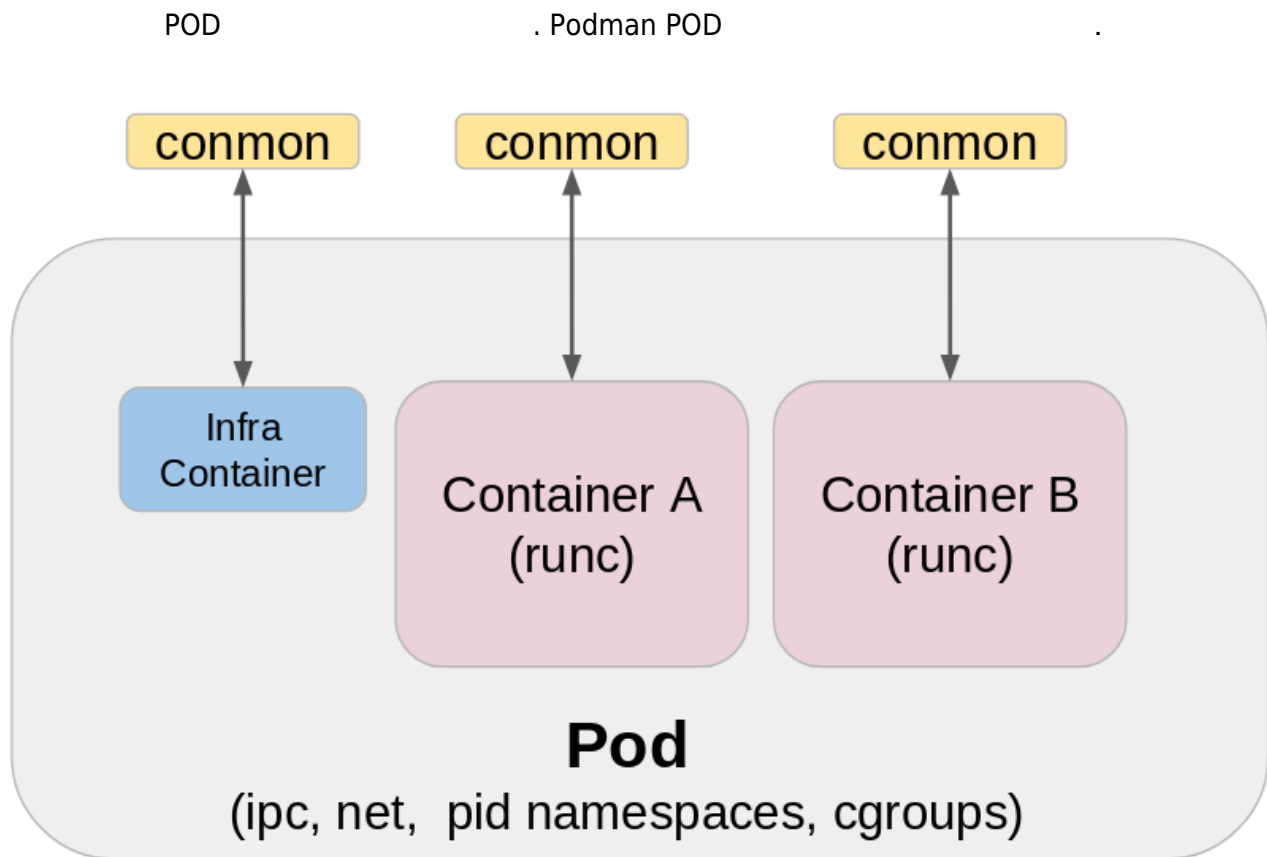 POD . Podman POD .
conmon conmon conmon
Infra
Container
Container A
(runc)
Container B
(runc)
Pod
(ipc, net, pid namespaces, cgroups)